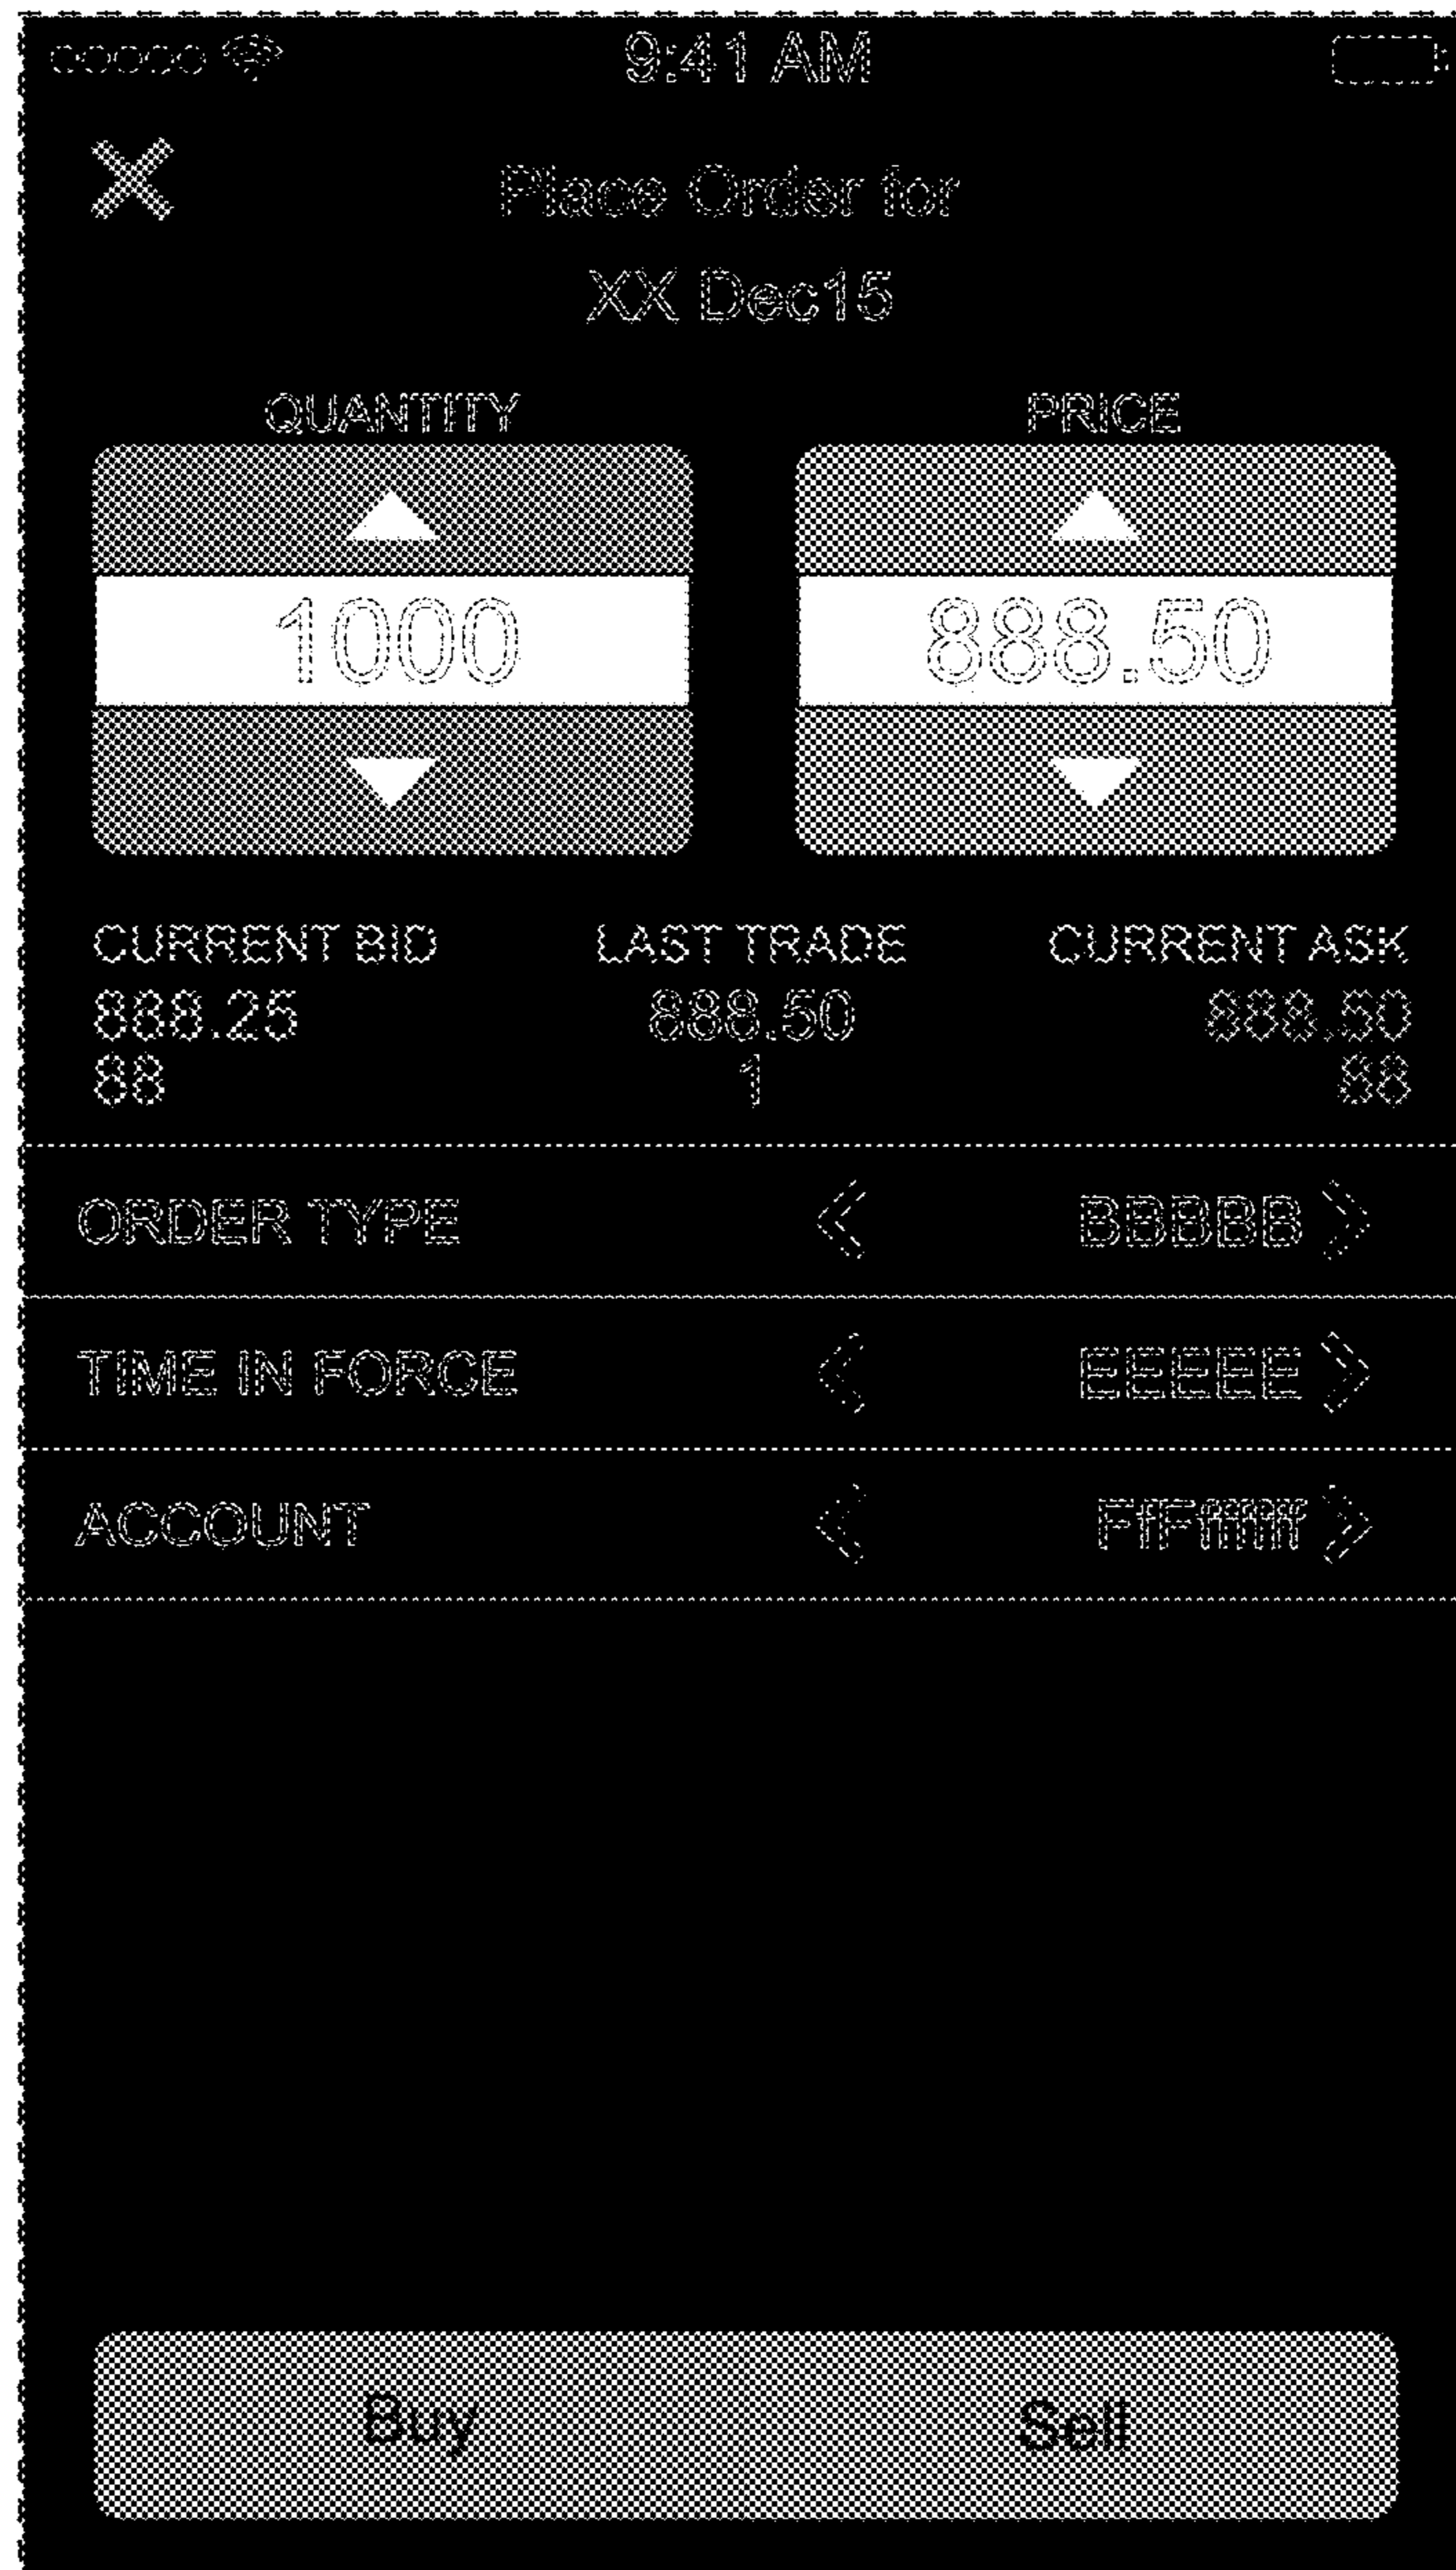 9:41 AM
Place Order for
XX Dec15
QUANTITY PRICE
1000 888.50
CURRENT BID LAST TRADE CURRENT ASK
888.25 888.50 888.50
88 1 88
ORDER TYPE < BBBBB >
TIME IN FORCE < EEEEE >
ACCOUNT < >
Buy Sell